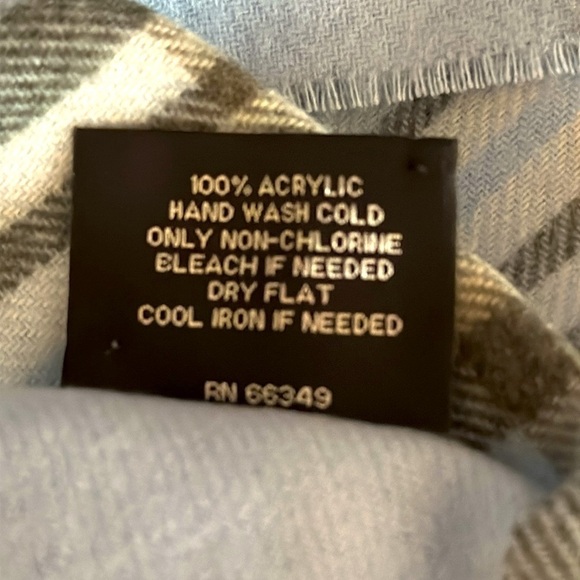 100% ACRYLIC
HAND WASH COLD
ONLY NON-CHLORINE
BLEACH IF NEEDED
DRY FLAT
COOL IRON IF NEEDED
RN 66349